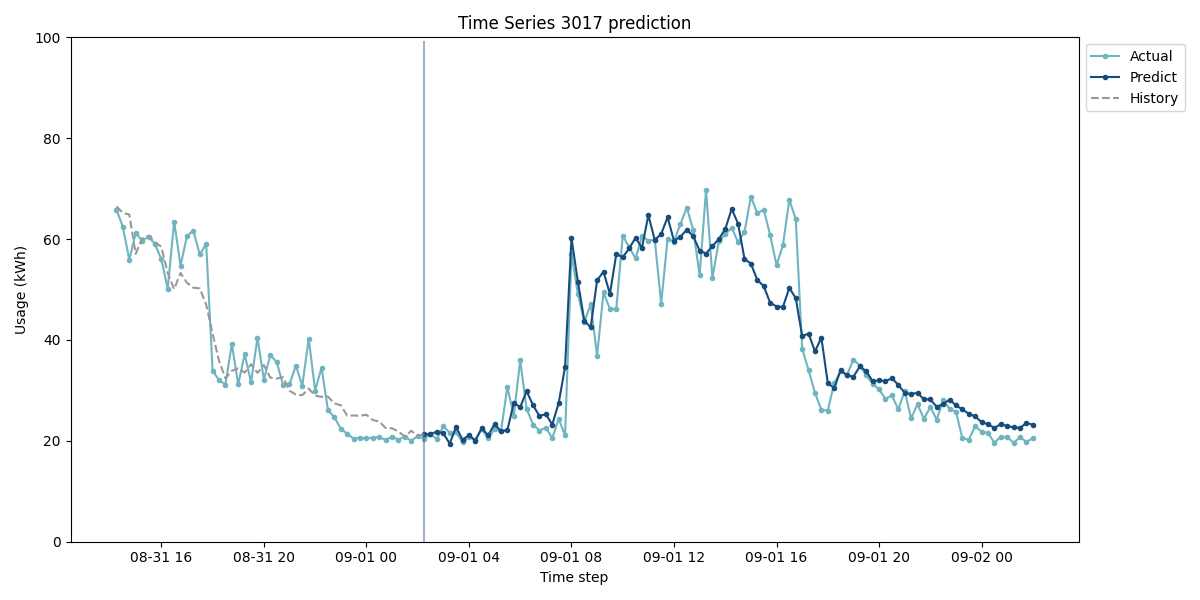 Time Series 3017 prediction
100
80
60
40
20
0
Usage (kWh)
08-31 16
08-31 20
09-01 00
09-01 04
09-01 08
09-01 12
09-01 16
09-01 20
09-02 00
Time step
Actual
Predict
History